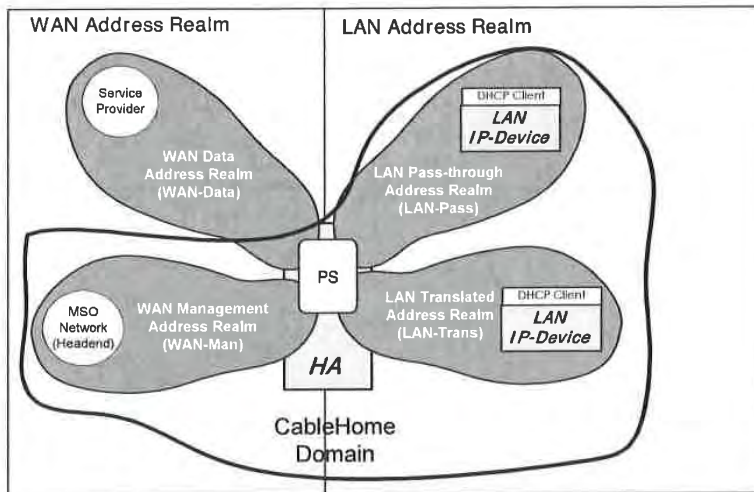 WAN Address Realm
LAN Address Realm
Service
Provider
DHCP Client
LAN
IP-Device
WAN Data
Address Realm
(WAN-Data)
LAN Pass-through
Address Realm
(LAN-Pass)
PS
MSO
Network
(Headend)
WAN Management
Address Realm
(WAN-Man)
LAN Translated
Address Realm
(LAN-Trans)
DHCP Client
LAN
IP-Device
HA
CableHome
Domain